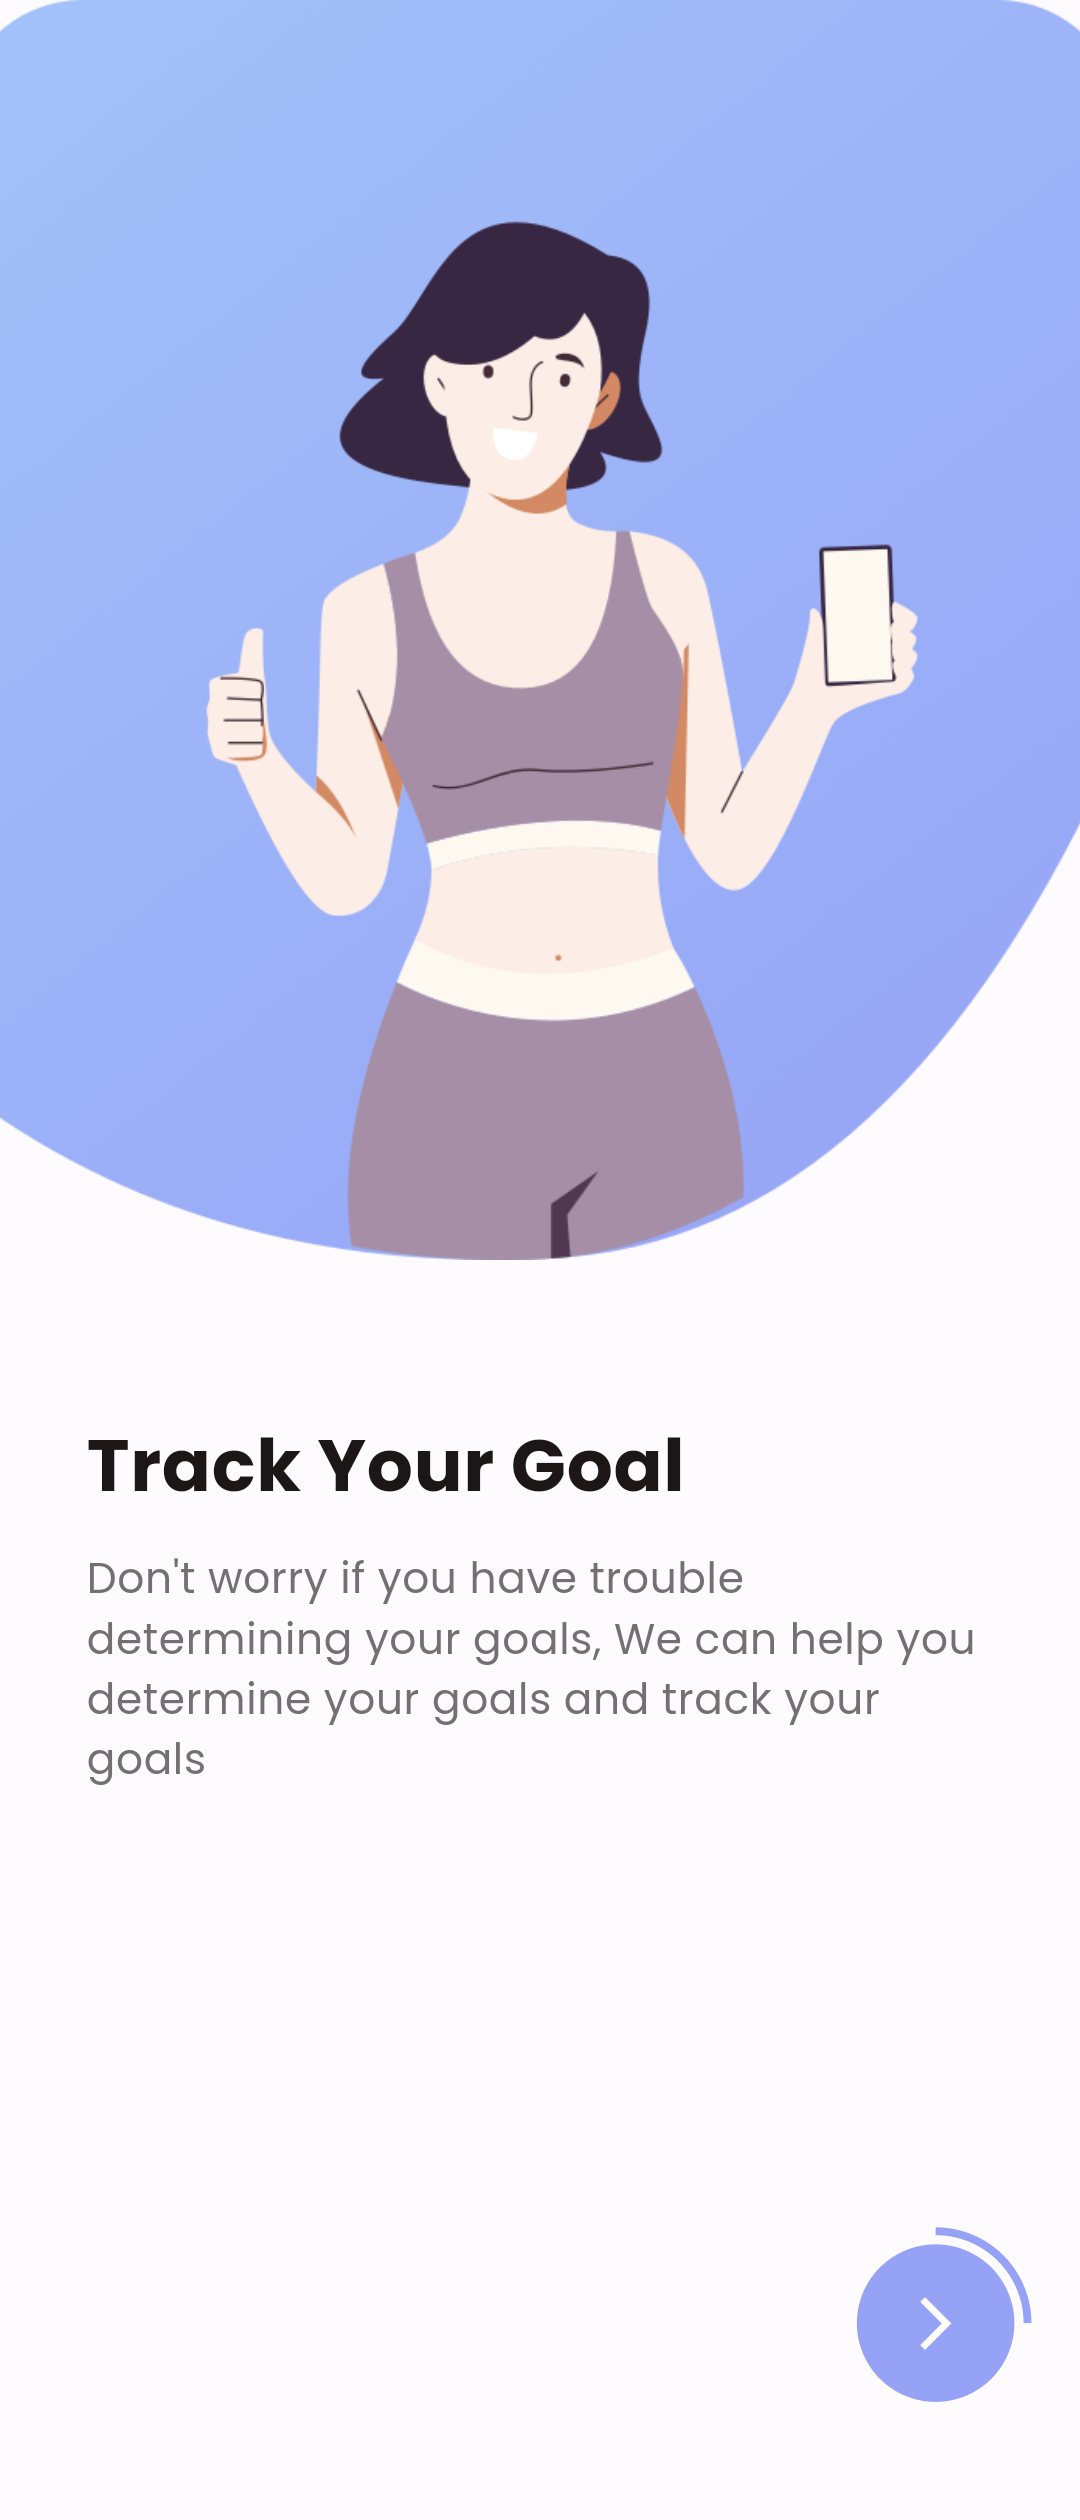 Track Your Goal
Don't worry if you have trouble
determining your goals, We can help you
determine your goals and track your
goals